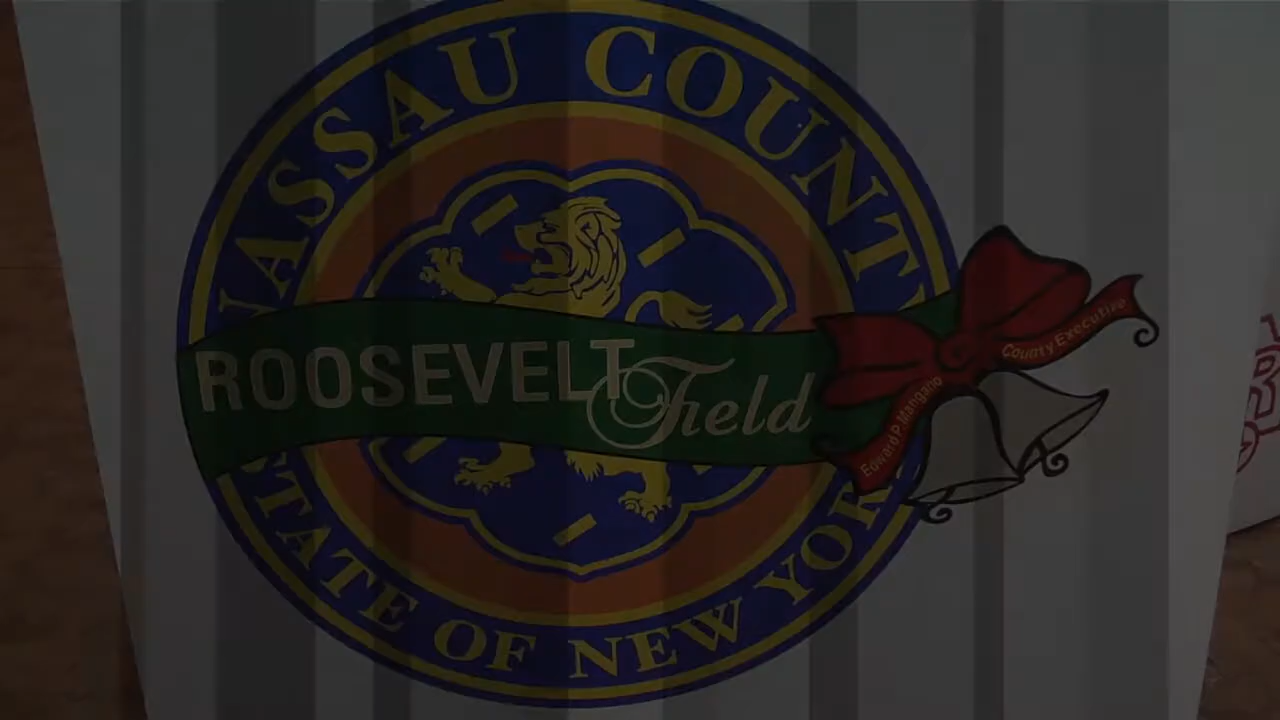 NASSAU COUNTY
ROOSEVELT Field
Edward P. Mangano
County Executive
STATE OF NEW YORK